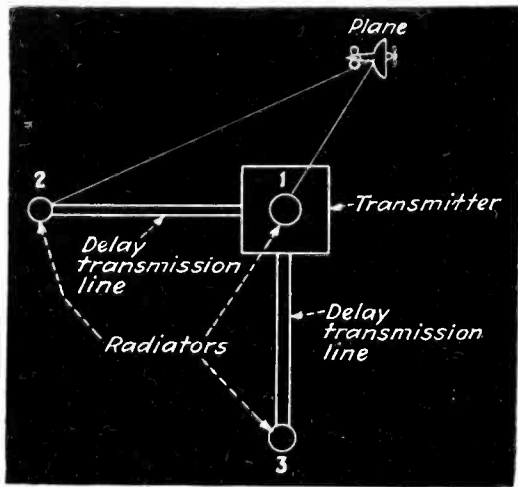 Plane
2
1
Transmitter
Delay
transmission
line
Delay
transmission
line
Radiators
3